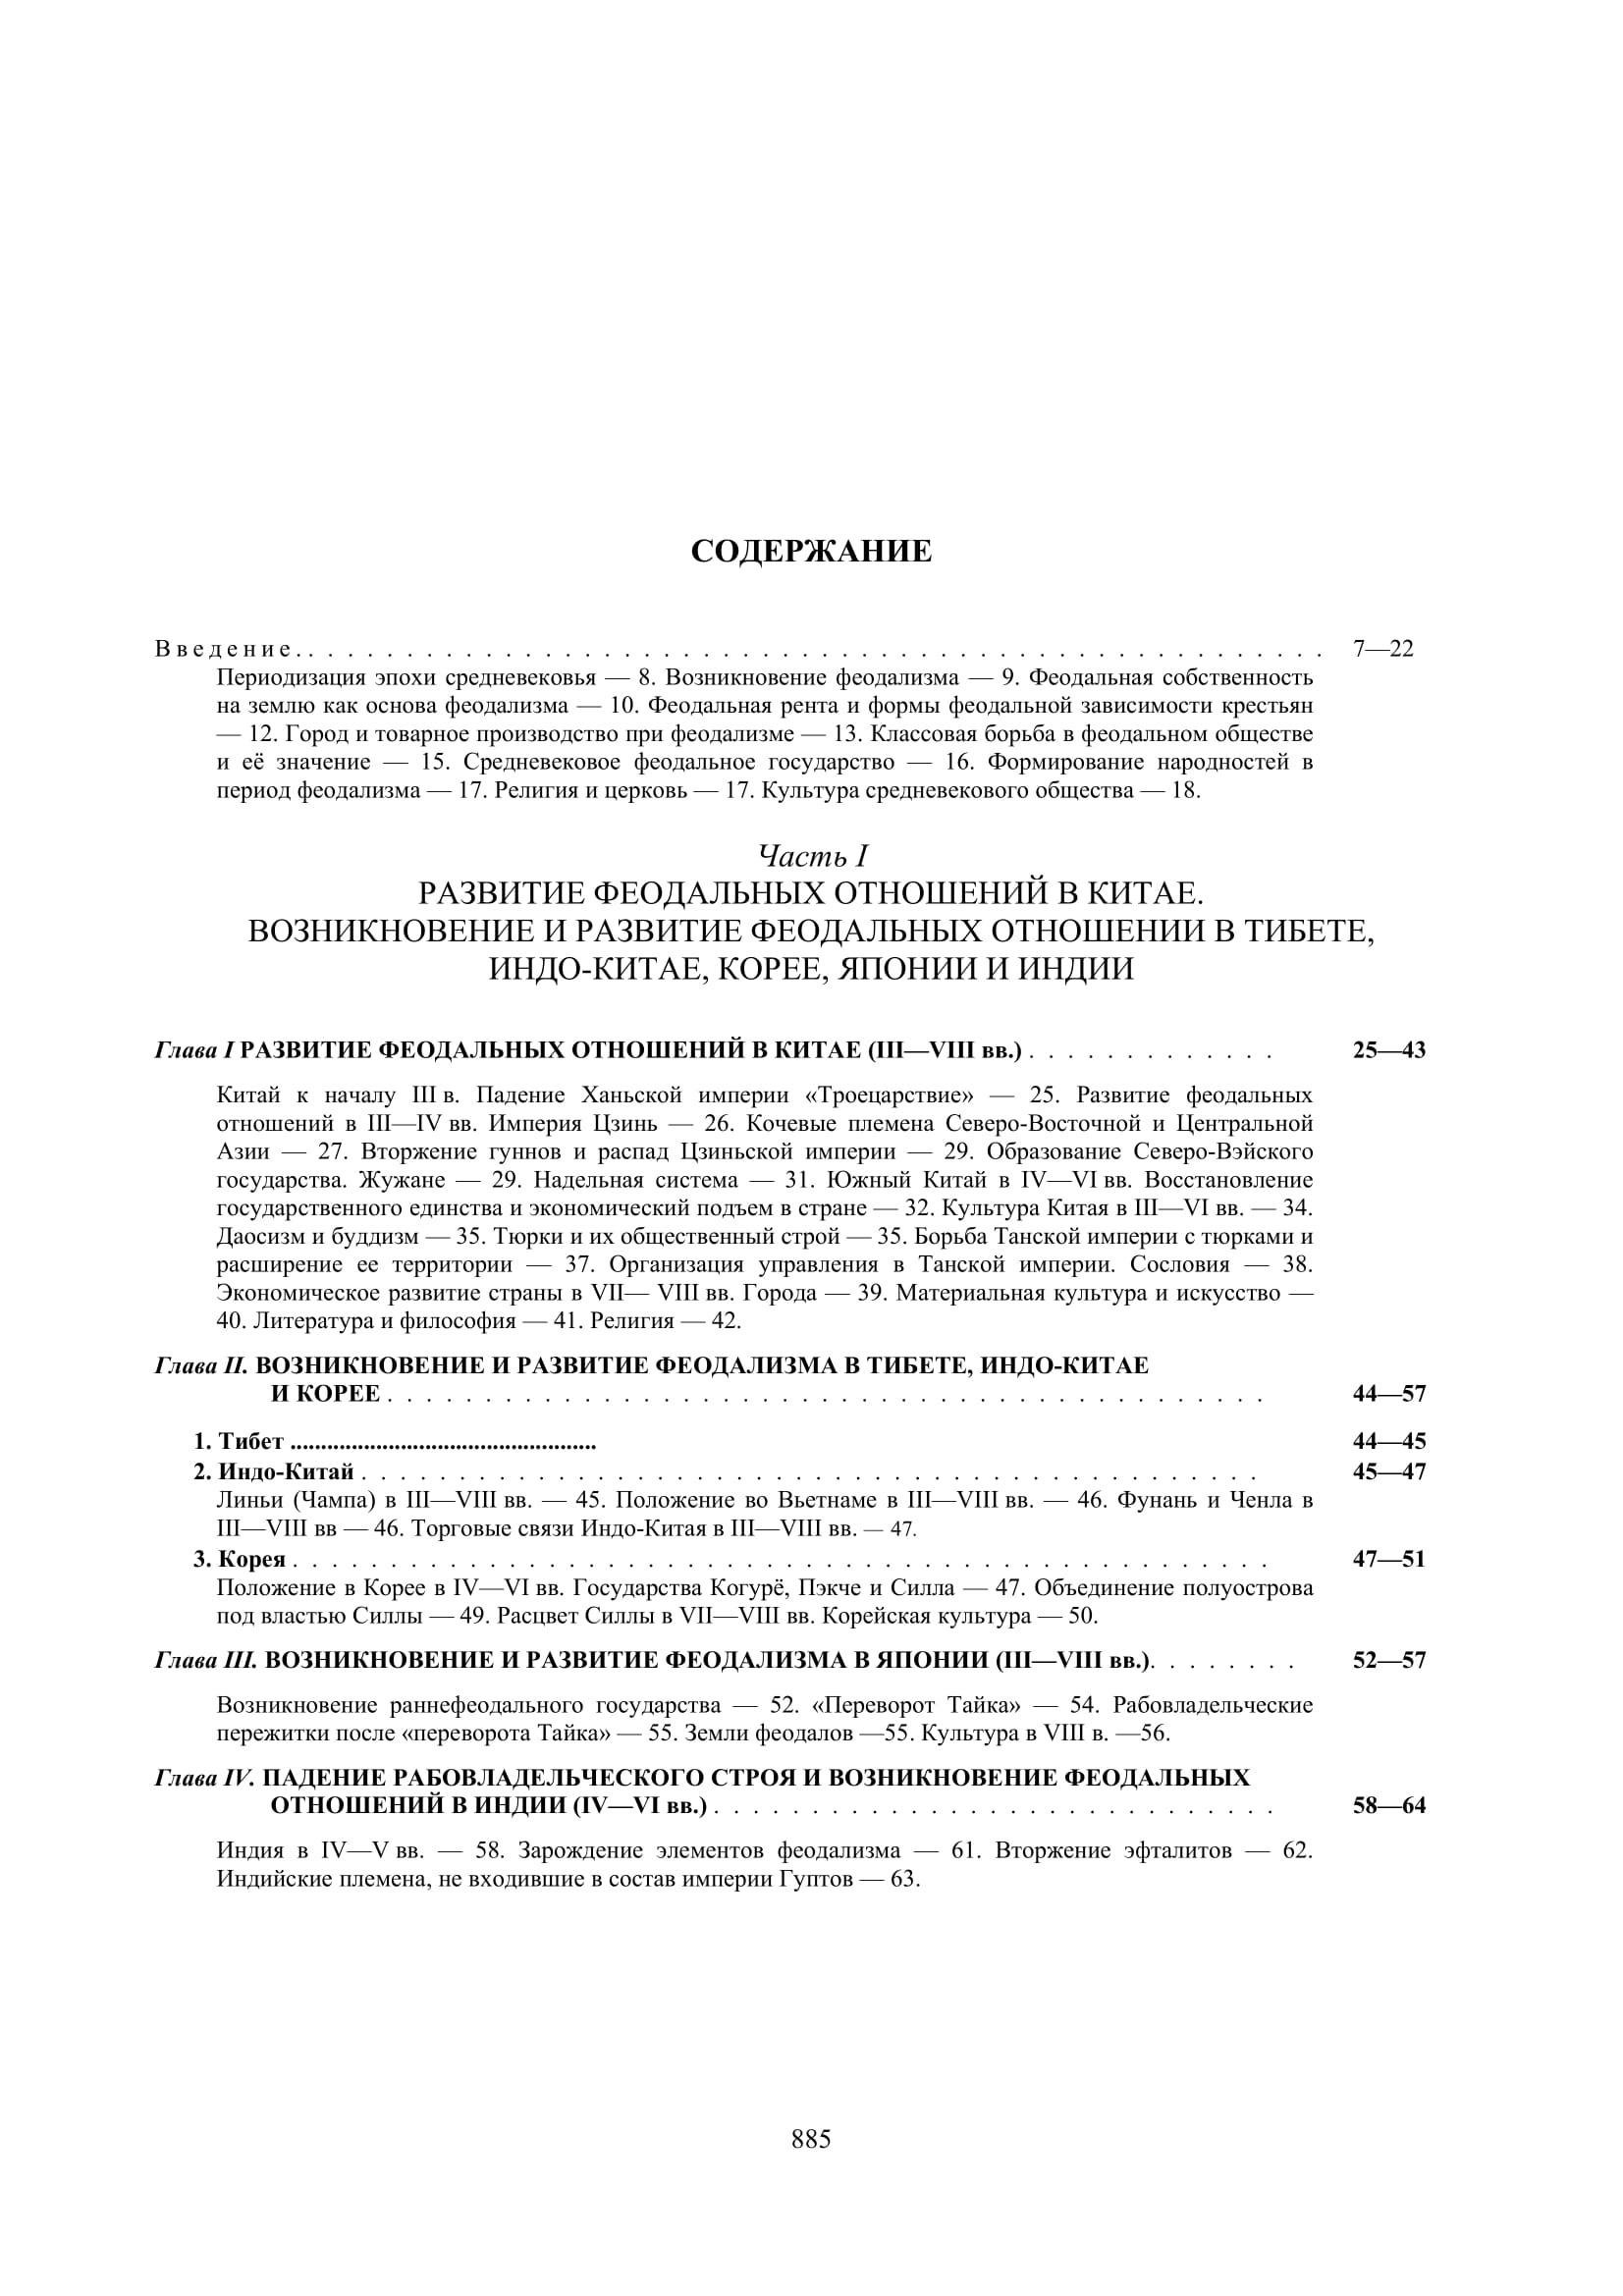 СОДЕРЖАНИЕ
Введение. . . . . . . . . . . . . . . . . . . . . . . . . . . . . . . . . . . . . . . . . . . . . . . . . . . . . 7—22
Периодизация эпохи средневековья — 8. Возникновение феодализма — 9. Феодальная собственность
на землю как основа феодализма — 10. Феодальная рента и формы феодальной зависимости крестьян
— 12. Город и товарное производство при феодализме — 13. Классовая борьба в феодальном обществе
и её значение — 15. Средневековое феодальное государство — 16. Формирование народностей в
период феодализма — 17. Религия и церковь — 17. Культура средневекового общества — 18.
Часть I
РАЗВИТИЕ ФЕОДАЛЬНЫХ ОТНОШЕНИЙ В КИТАЕ.
ВОЗНИКНОВЕНИЕ И РАЗВИТИЕ ФЕОДАЛЬНЫХ ОТНОШЕНИИ В ТИБЕТЕ,
ИНДО-КИТАЕ, КОРЕЕ, ЯПОНИИ И ИНДИИ
Глава I РАЗВИТИЕ ФЕОДАЛЬНЫХ ОТНОШЕНИЙ В КИТАЕ (III—VIII вв.) . . . . . . . . . . . . . 25—43
Китай к началу III в. Падение Ханьской империи «Троецарствие» — 25. Развитие феодальных
отношений в III—IV вв. Империя Цзинь — 26. Кочевые племена Северо-Восточной и Центральной
Азии — 27. Вторжение гуннов и распад Цзиньской империи — 29. Образование Северо-Вэйского
государства. Жужане — 29. Надельная система — 31. Южный Китай в IV—VI вв. Восстановление
государственного единства и экономический подъем в стране — 32. Культура Китая в III—VI вв. — 34.
Даосизм и буддизм — 35. Тюрки и их общественный строй — 35. Борьба Танской империи с тюрками и
расширение ее территории — 37. Организация управления в Танской империи. Сословия — 38.
Экономическое развитие страны в VII— VIII вв. Города — 39. Материальная культура и искусство —
40. Литература и философия — 41. Религия — 42.
Глава II. ВОЗНИКНОВЕНИЕ И РАЗВИТИЕ ФЕОДАЛИЗМА В ТИБЕТЕ, ИНДО-КИТАЕ
И КОРЕЕ . . . . . . . . . . . . . . . . . . . . . . . . . . . . . . . . . . . . . . . . . . . . . 44—57
1. Тибет .................................................. 44—45
2. Индо-Китай . . . . . . . . . . . . . . . . . . . . . . . . . . . . . . . . . . . . . . . . . . . . . . 45—47
Линьи (Чампа) в III—VIII вв. — 45. Положение во Вьетнаме в III—VIII вв. — 46. Фунань и Ченла в
III—VIII вв — 46. Торговые связи Индо-Китая в III—VIII вв. — 47.
3. Корея . . . . . . . . . . . . . . . . . . . . . . . . . . . . . . . . . . . . . . . . . . . . . . . . . . 47—51
Положение в Корее в IV—VI вв. Государства Когурё, Пэкче и Силла — 47. Объединение полуострова
под властью Силлы — 49. Расцвет Силлы в VII—VIII вв. Корейская культура — 50.
Глава III. ВОЗНИКНОВЕНИЕ И РАЗВИТИЕ ФЕОДАЛИЗМА В ЯПОНИИ (III—VIII вв.). . . . . . . . 52—57
Возникновение раннефеодального государства — 52. «Переворот Тайка» — 54. Рабовладельческие
пережитки после «переворота Тайка» — 55. Земли феодалов —55. Культура в VIII в. —56.
Глава IV. ПАДЕНИЕ РАБОВЛАДЕЛЬЧЕСКОГО СТРОЯ И ВОЗНИКНОВЕНИЕ ФЕОДАЛЬНЫХ
ОТНОШЕНИЙ В ИНДИИ (IV—VI вв.) . . . . . . . . . . . . . . . . . . . . . . . . . . . . . 58—64
Индия в IV—V вв. — 58. Зарождение элементов феодализма — 61. Вторжение эфталитов — 62.
Индийские племена, не входившие в состав империи Гуптов — 63.
885